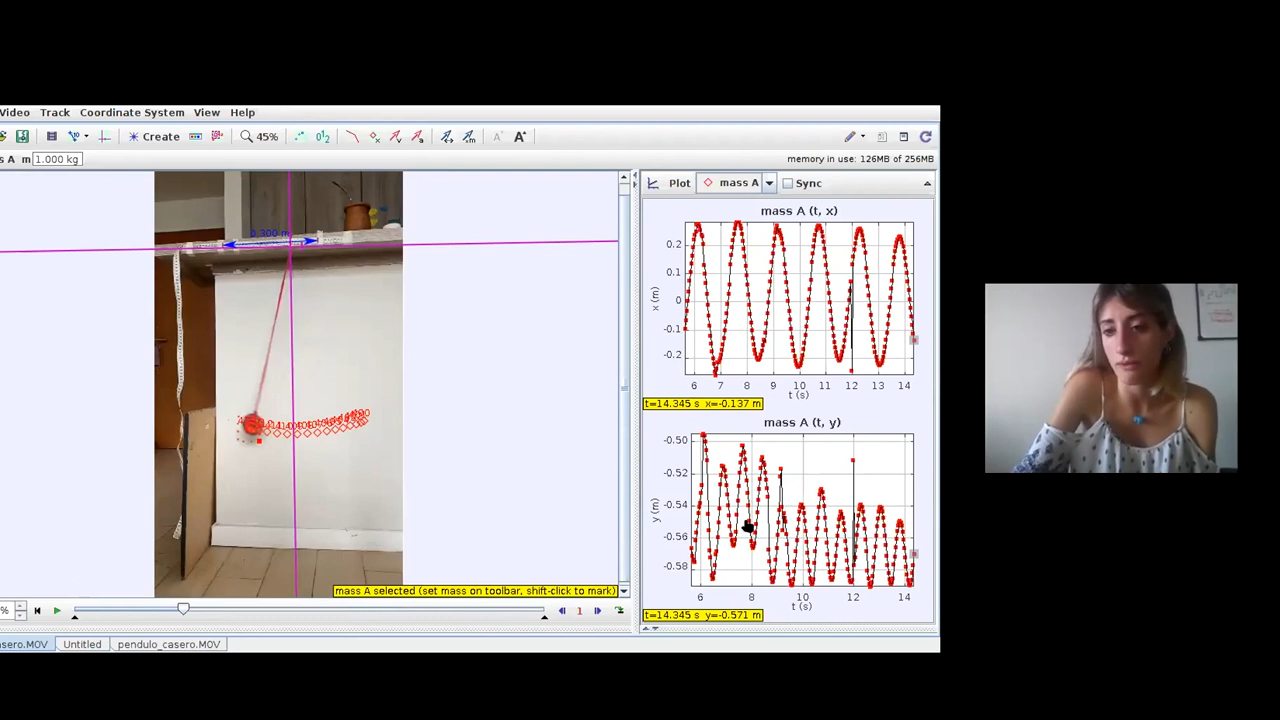 Video Track Coordinate System View Help
Create 45%
s A m 1.000 kg memory in use: 126MB of 256MB
Plot mass A Sync
mass A (t, x)
0.2
0.1
0
-0.1
-0.2
x (m)
6 7 8 9 10 11 12 13 14
t (s)
t=14.345 s x=-0.137 m
mass A (t, y)
-0.50
-0.52
-0.54
-0.56
-0.58
y (m)
6 8 10 12 14
t (s)
t=14.345 s y=-0.571 m
0.300 m
mass A selected (set mass on toolbar, shift-click to mark)
% 1
asero.MOV Untitled pendulo_casero.MOV